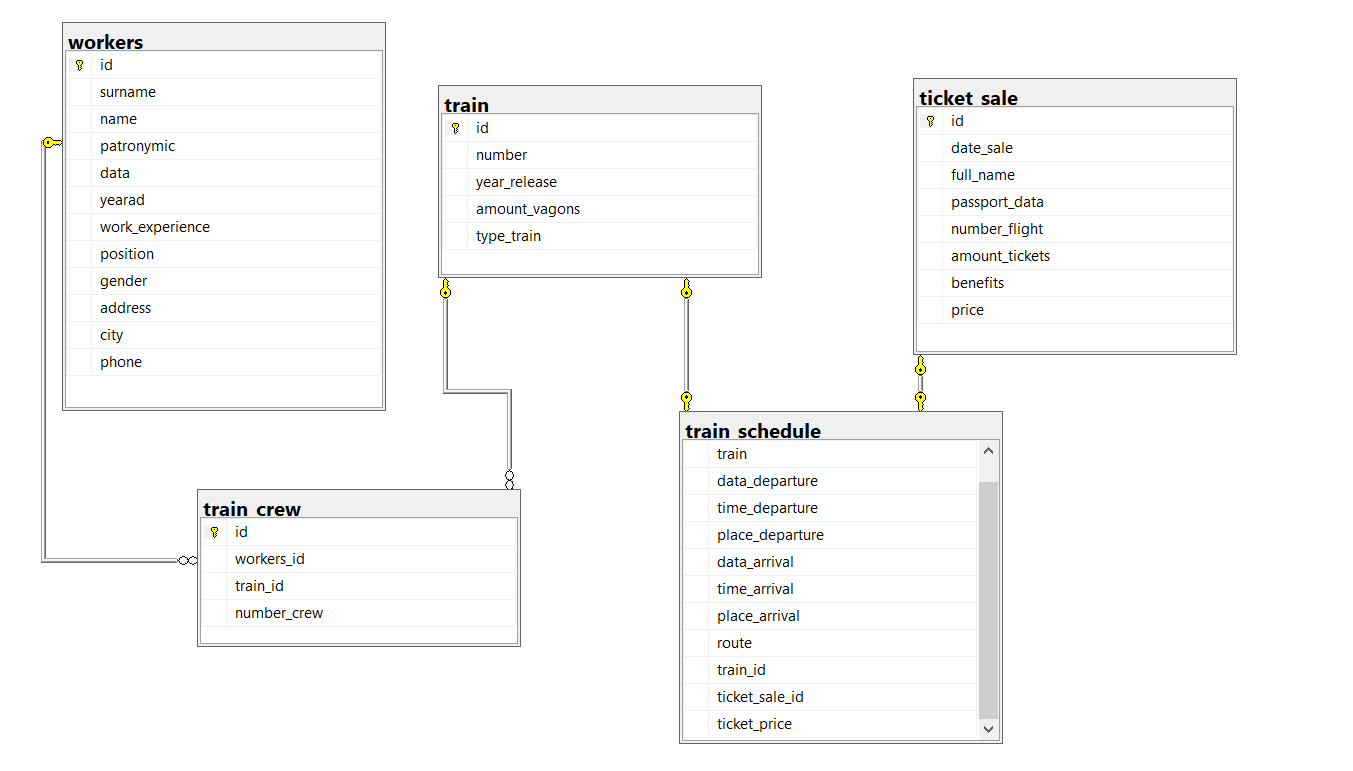 workers
id
surname
name
patronymic
data
yearad
work_experience
position
gender
address
city
phone
train
id
number
year_release
amount_vagons
type_train
ticket_sale
id
date_sale
full_name
passport_data
number_flight
amount_tickets
benefits
price
train_crew
id
workers_id
train_id
number_crew
train_schedule
train
data_departure
time_departure
place_departure
data_arrival
time_arrival
place_arrival
route
train_id
ticket_sale_id
ticket_price